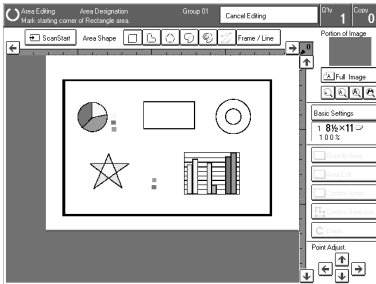 Area Editing Area Designation Group 01 Cancel Editing Q'ty 1 Copy 0
Mark starting corner of Rectangle area.
ScanStart Area Shape Frame / Line
Portion of Image
Full Image
Basic Settings
1 8½×11
100%
Point Adjust.